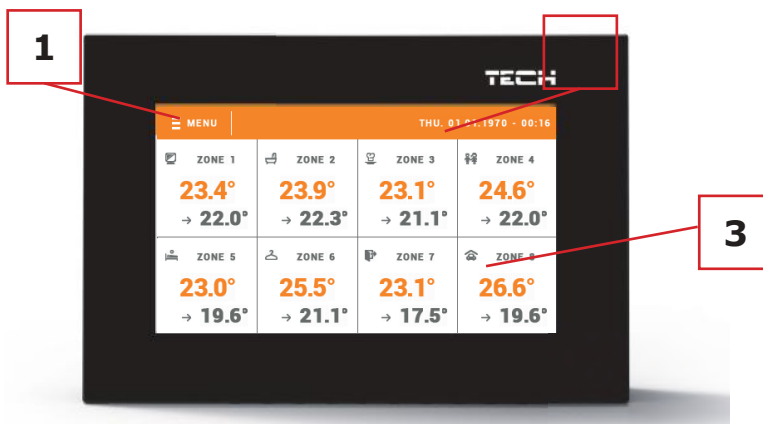 1
TECH
MENU THU. 01.01.1970 - 00:16
ZONE 1 ZONE 2 ZONE 3 ZONE 4
23.4° 23.9° 23.1° 24.6°
→ 22.0° → 22.3° → 21.1° → 22.0°
3
ZONE 5 ZONE 6 ZONE 7 ZONE 8
23.0° 25.5° 23.1° 26.6°
→ 19.6° → 21.1° → 17.5° → 19.6°